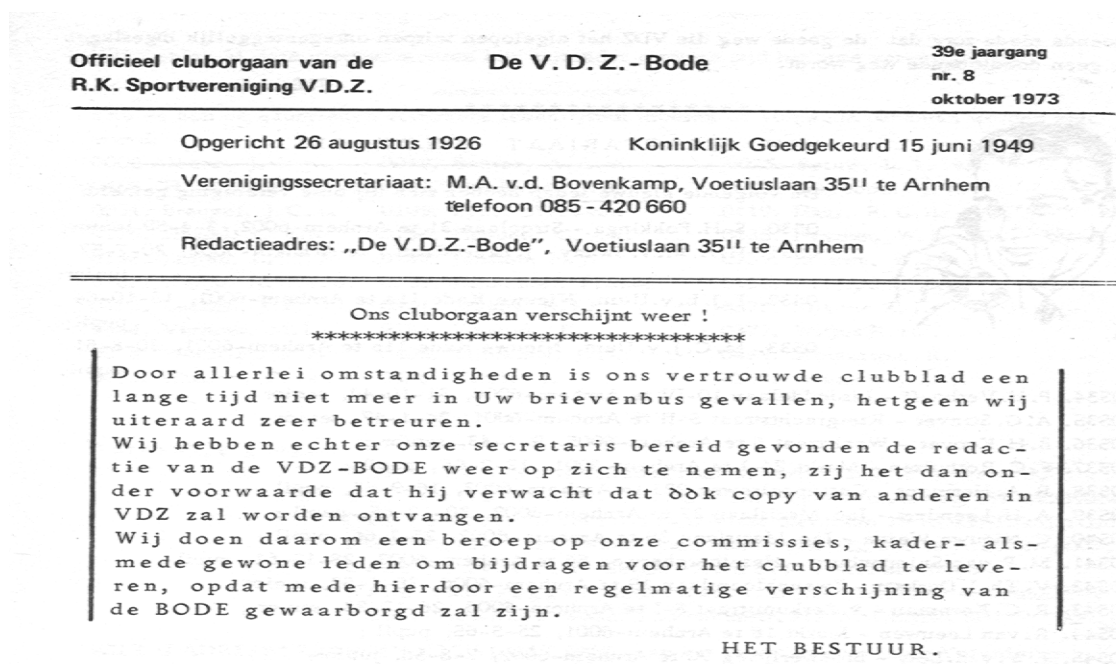 Officieel cluborgaan van de
R.K. Sportvereniging V.D.Z.
De V. D. Z. - Bode
39e jaargang
nr. 8
oktober 1973
Opgericht 26 augustus 1926 Koninklijk Goedgekeurd 15 juni 1949
Verenigingssecretariaat: M.A. v.d. Bovenkamp, Voetiuslaan 35ᴵᴵ te Arnhem
telefoon 085 - 420 660
Redactieadres: „De V.D.Z.-Bode”, Voetiuslaan 35ᴵᴵ te Arnhem
Ons cluborgaan verschijnt weer !
************************************
Door allerlei omstandigheden is ons vertrouwde clubblad een
lange tijd niet meer in Uw brievenbus gevallen, hetgeen wij
uiteraard zeer betreuren.
Wij hebben echter onze secretaris bereid gevonden de redac-
tie van de VDZ-BODE weer op zich te nemen, zij het dan on-
der voorwaarde dat hij verwacht dat òòk copy van anderen in
VDZ zal worden ontvangen.
Wij doen daarom een beroep op onze commissies, kader- als-
mede gewone leden om bijdragen voor het clubblad te leve-
ren, opdat mede hierdoor een regelmatige verschijning van
de BODE gewaarborgd zal zijn.
HET BESTUUR.